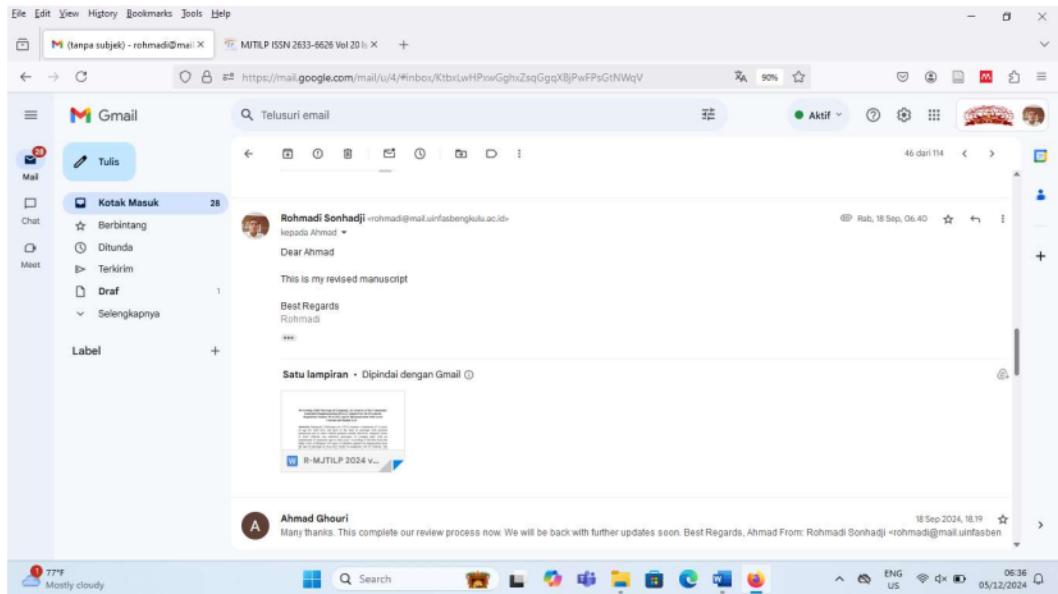 File Edit View History Bookmarks Tools Help
(tanpa subjek) - rohmadi@mail
MJTILP ISSN 2633-6626 Vol 20 Is
https://mail.google.com/mail/u/4/#inbox/KtbxLwHPxwGghxZsqGgqXBjPwFPsGtNWqV
90%
Gmail
Telusuri email
Aktif
28
Mail
Tulis
46 dari 114
Chat
Meet
Kotak Masuk 28
Berbintang
Ditunda
Terkirim
Draf 1
Selengkapnya
Label
Rohmadi Sonhadji <rohmadi@mail.uinfasbengkulu.ac.id>
Rab, 18 Sep, 06.40
kepada Ahmad
Dear Ahmad
This is my revised manuscript
Best Regards
Rohmadi
Satu lampiran • Dipindai dengan Gmail
W R-MJTILP 2024 v...
A
Ahmad Ghouri
18 Sep 2024, 18.19
Many thanks. This complete our review process now. We will be back with further updates soon. Best Regards, Ahmad From: Rohmadi Sonhadji <rohmadi@mail.uinfasben
1
77°F
Mostly cloudy
Search
ENG
US
06:36
05/12/2024